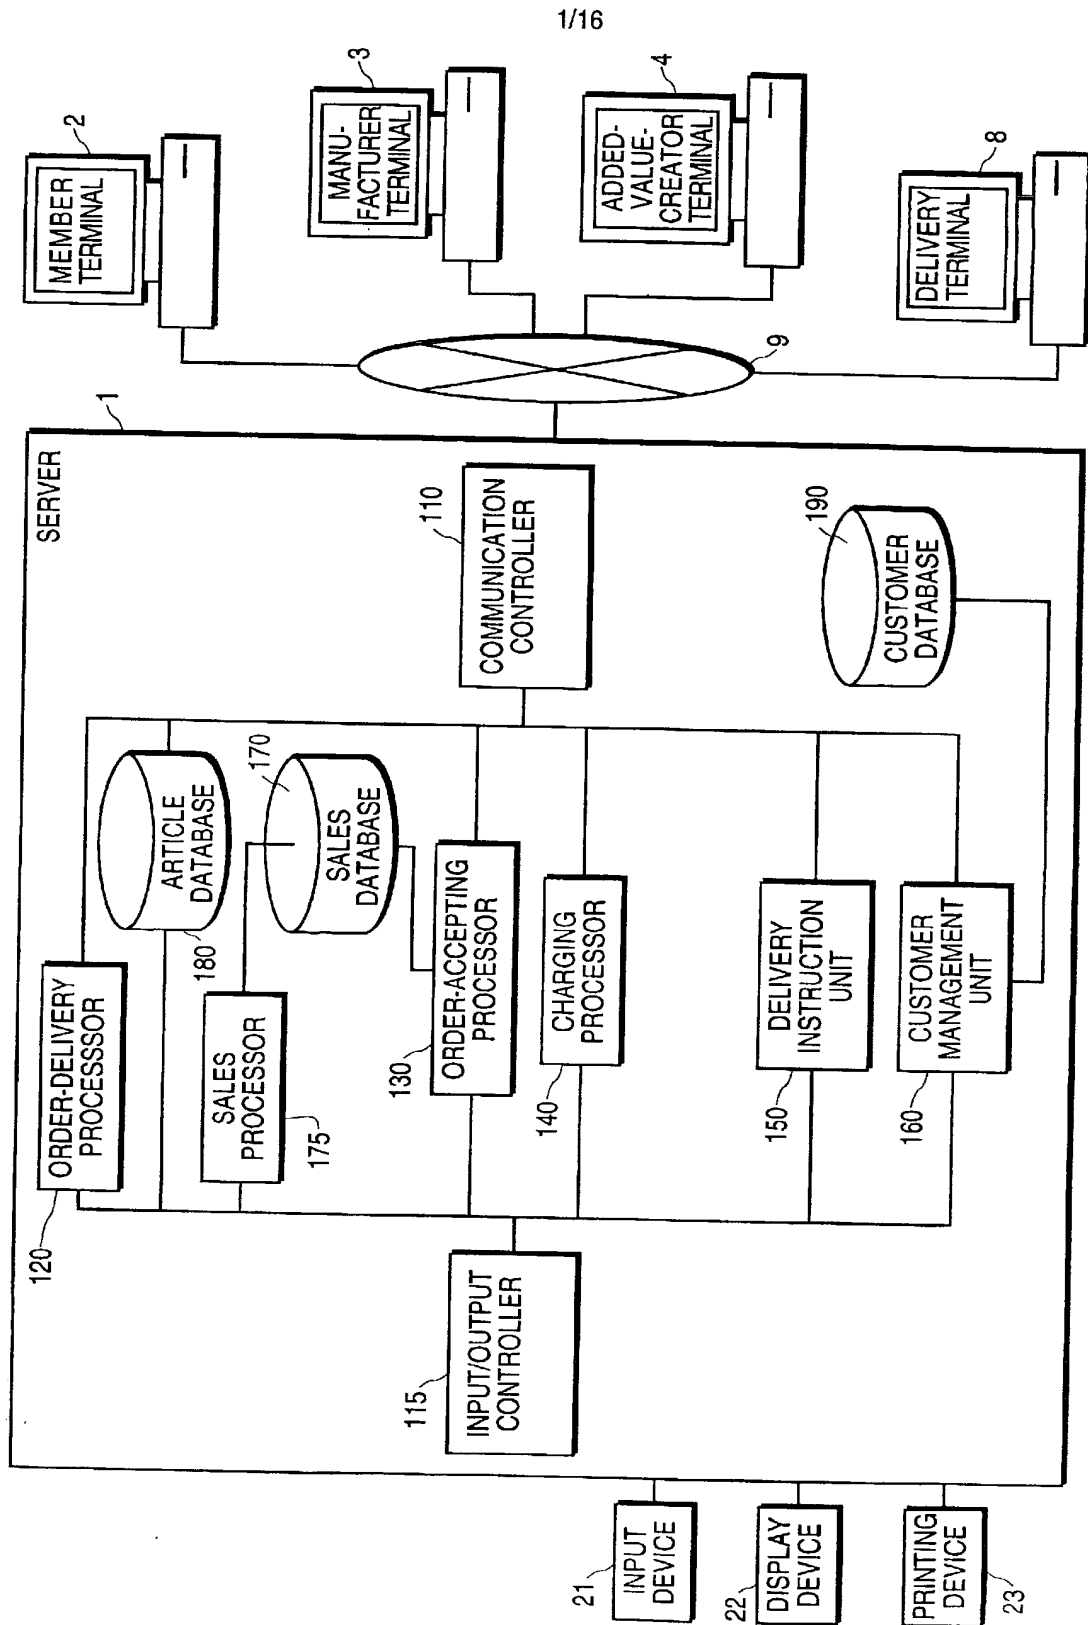 1/16
SERVER
1
MEMBER
TERMINAL
2
MANU-
FACTURER
TERMINAL
3
ADDED-
VALUE-
CREATOR
TERMINAL
4
DELIVERY
TERMINAL
8
9
COMMUNICATION
CONTROLLER
110
CUSTOMER
DATABASE
190
ORDER-DELIVERY
PROCESSSOR
120
ARTICLE
DATABASE
180
SALES
PROCESSOR
175
SALES
DATABASE
170
ORDER-ACCEPTING
PROCESSOR
130
CHARGING
PROCESSOR
140
DELIVERY
INSTRUCTION
UNIT
150
CUSTOMER
MANAGEMENT
UNIT
160
INPUT/OUTPUT
CONTROLLER
115
INPUT
DEVICE
21
DISPLAY
DEVICE
22
PRINTING
DEVICE
23